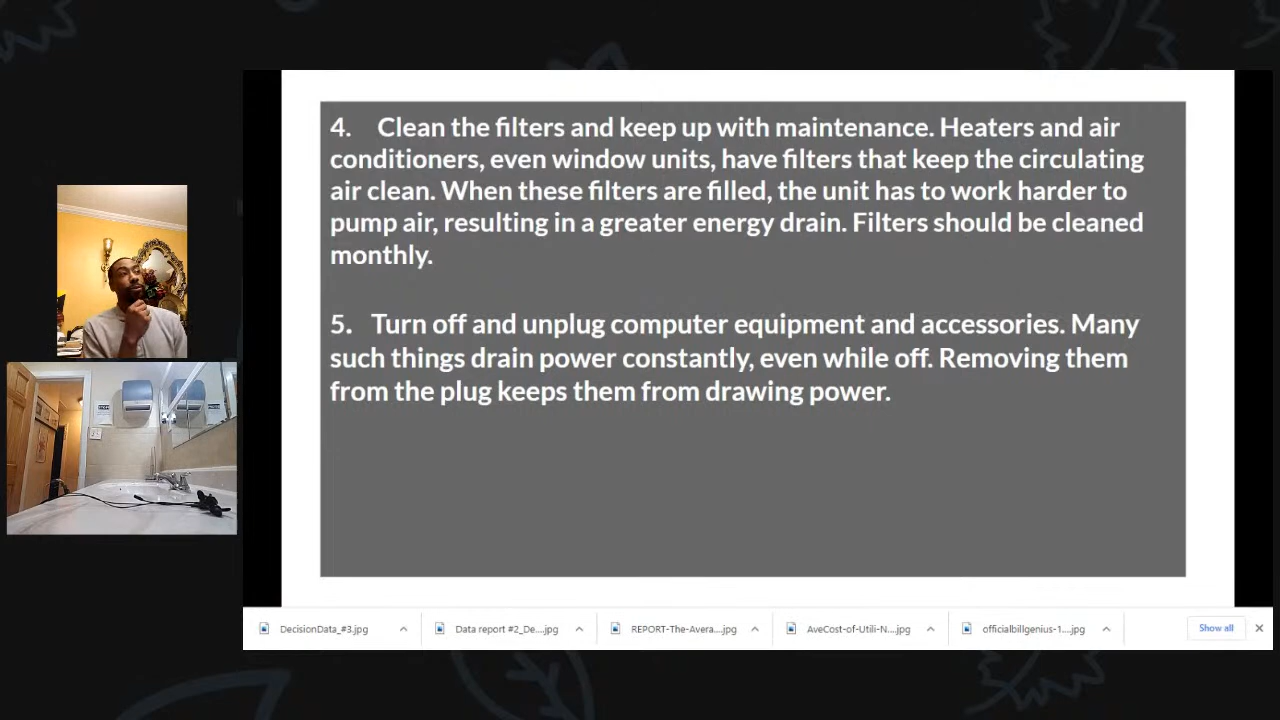 4. Clean the filters and keep up with maintenance. Heaters and air
conditioners, even window units, have filters that keep the circulating
air clean. When these filters are filled, the unit has to work harder to
pump air, resulting in a greater energy drain. Filters should be cleaned
monthly.
5. Turn off and unplug computer equipment and accessories. Many
such things drain power constantly, even while off. Removing them
from the plug keeps them from drawing power.
DecisionData_#3.jpg
Data report #2_De....jpg
REPORT-The-Avera....jpg
AveCost-of-Utili-N....jpg
officialbillgenius-1....jpg
Show all